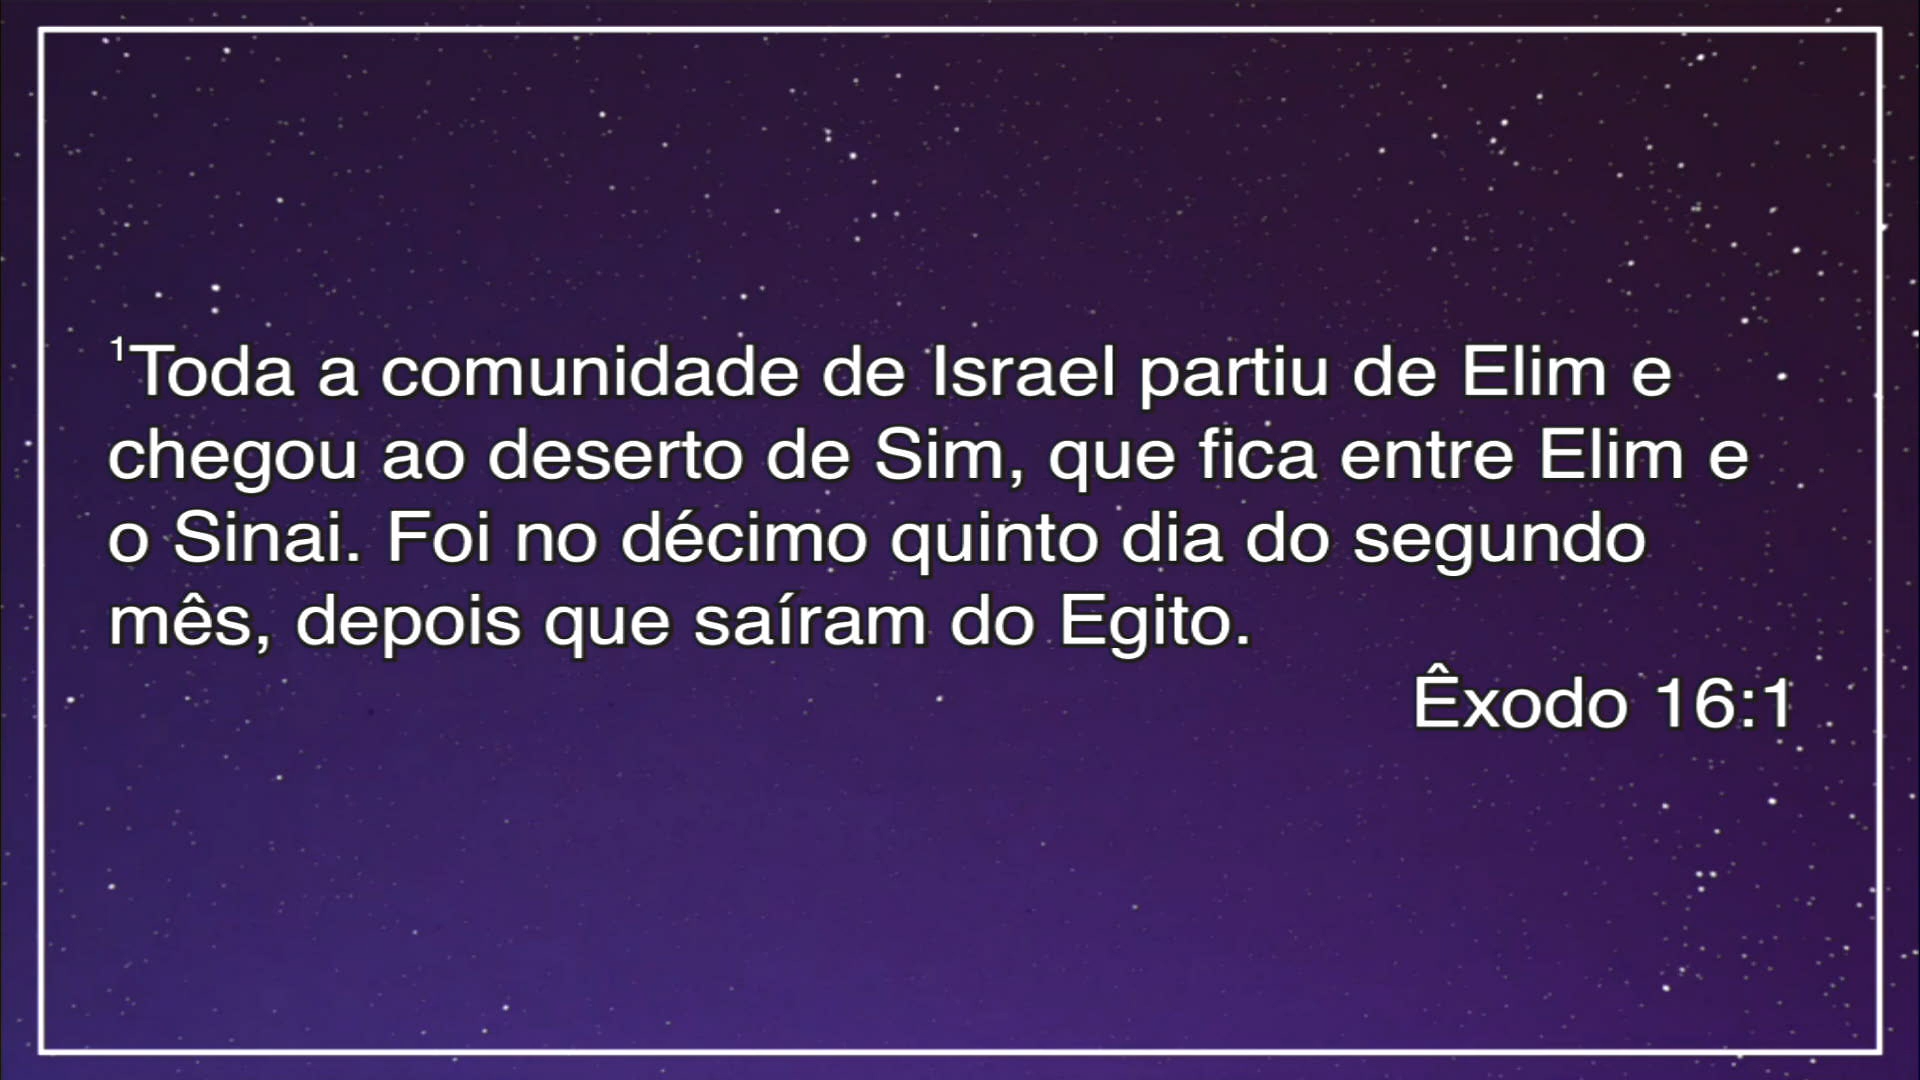 ¹Toda a comunidade de Israel partiu de Elim e
chegou ao deserto de Sim, que fica entre Elim e
o Sinai. Foi no décimo quinto dia do segundo
mês, depois que saíram do Egito.
Êxodo 16:1